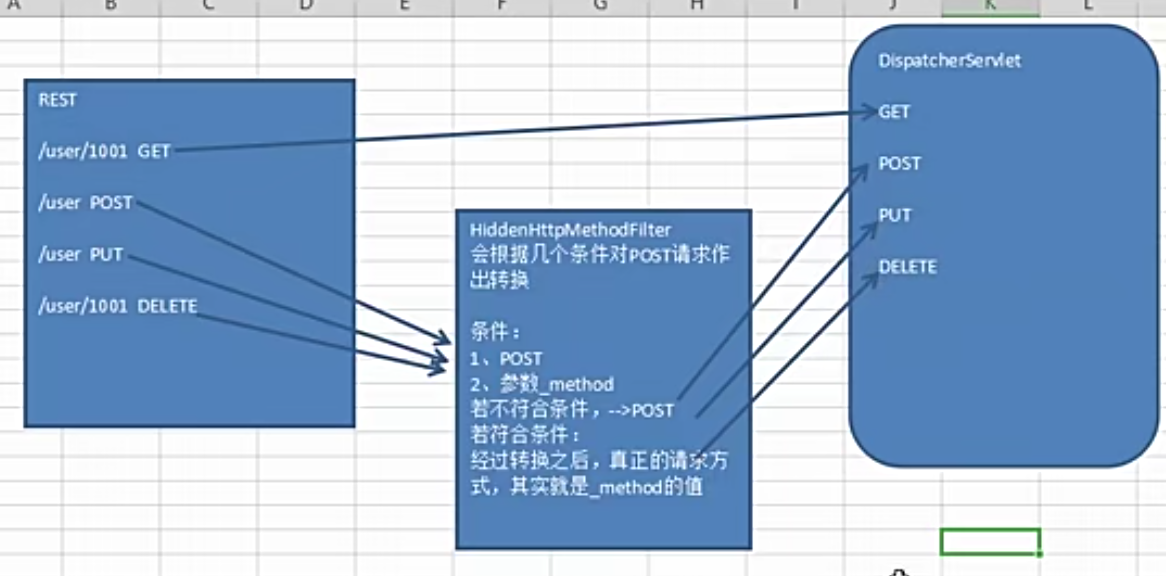 A B C D E F G H I J K L
REST
/user/1001 GET
/user POST
/user PUT
/user/1001 DELETE
HiddenHttpMethodFilter
会根据几个条件对POST请求作
出转换
条件：
1、POST
2、参数_method
若不符合条件，-->POST
若符合条件：
经过转换之后，真正的请求方
式，其实就是_method的值
DispatcherServlet
GET
POST
PUT
DELETE